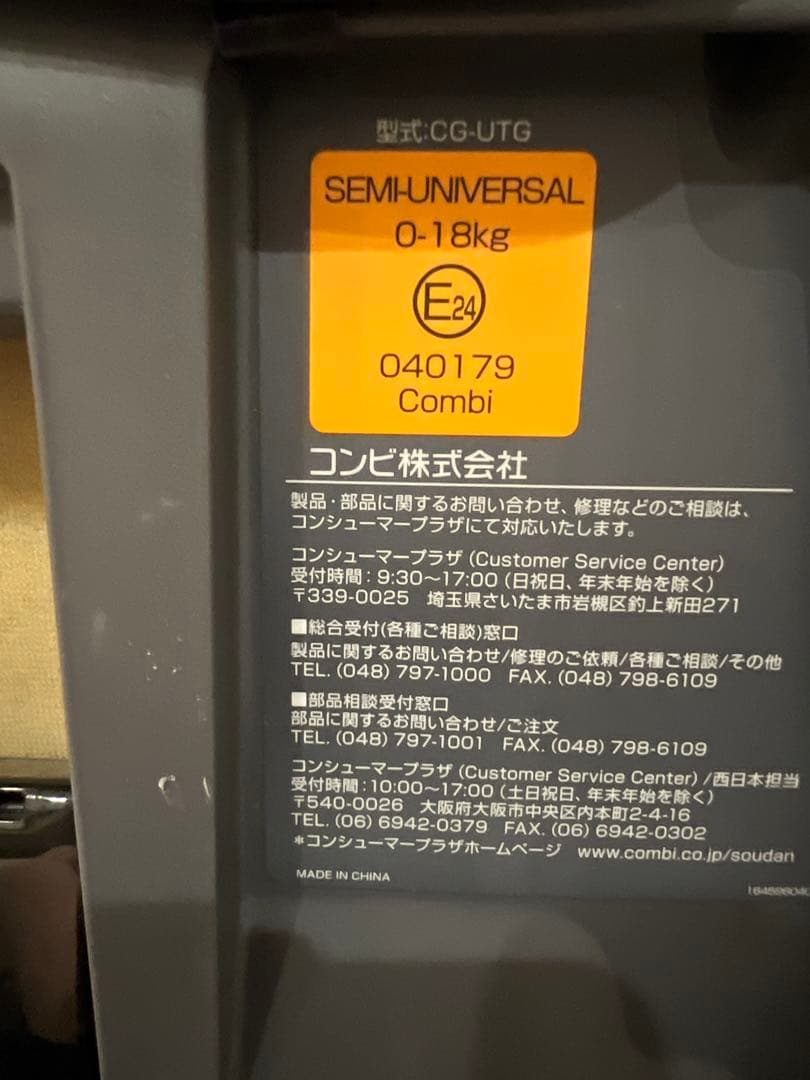 型式:CG-UTG
SEMI-UNIVERSAL
0-18kg
E24
040179
Combi
コンビ株式会社
製品・部品に関するお問い合わせ、修理などのご相談は、
コンシューマープラザにて対応いたします。
コンシューマープラザ (Customer Service Center)
受付時間：9:30～17:00 (日祝日、年末年始を除く)
〒339-0025 埼玉県さいたま市岩槻区釣上新田271
■総合受付(各種ご相談)窓口
製品に関するお問い合わせ/修理のご依頼/各種ご相談/その他
TEL. (048) 797-1000 FAX. (048) 798-6109
■部品相談受付窓口
部品に関するお問い合わせ/ご注文
TEL. (048) 797-1001 FAX. (048) 798-6109
コンシューマープラザ (Customer Service Center) /西日本担当
受付時間：10:00～17:00 (土日祝日、年末年始を除く)
〒540-0026 大阪府大阪市中央区内本町2-4-16
TEL. (06) 6942-0379 FAX. (06) 6942-0302
*コンシューマープラザホームページ www.combi.co.jp/soudan
MADE IN CHINA